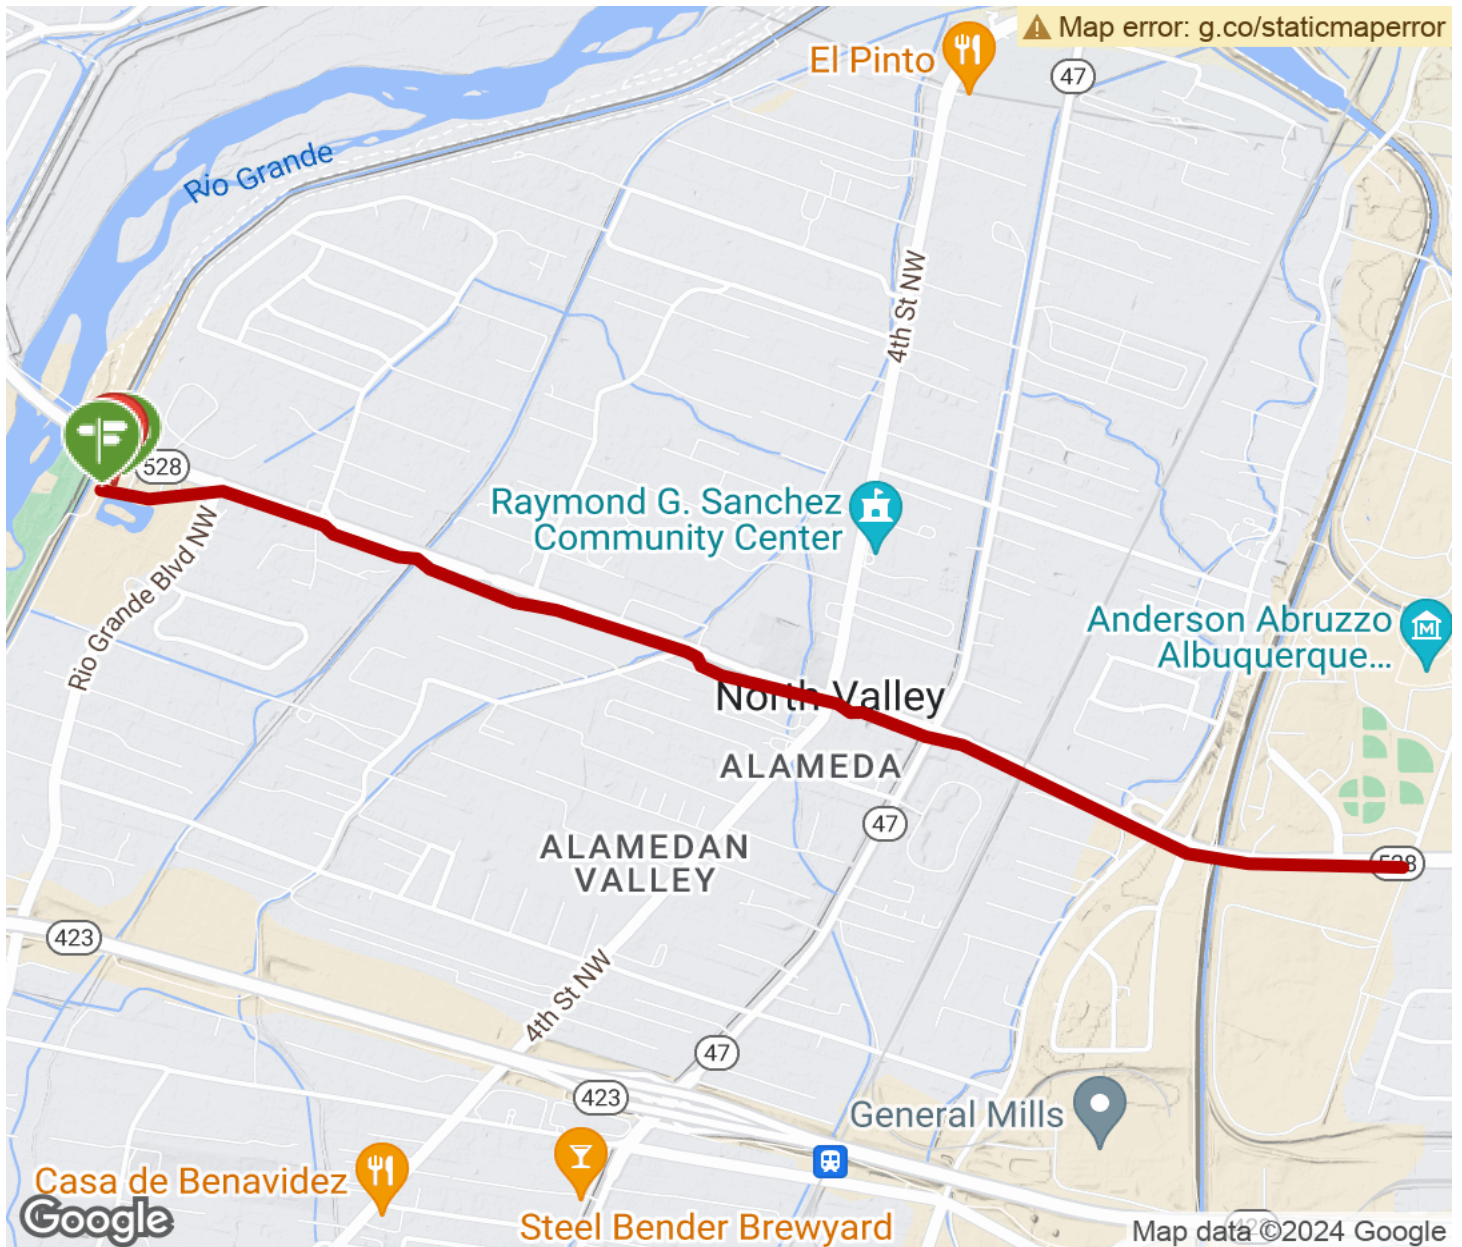 Map error: g.co/staticmaperror
El Pinto
47
Rio Grande
4th St NW
528
Raymond G. Sanchez
Community Center
Rio Grande Blvd NW
Anderson Abruzzo
Albuquerque...
North Valley
ALAMEDA
47
ALAMEDAN
VALLEY
528
423
4th St NW
47
423
General Mills
Casa de Benavidez
Steel Bender Brewyard
Google
Map data ©2024 Google